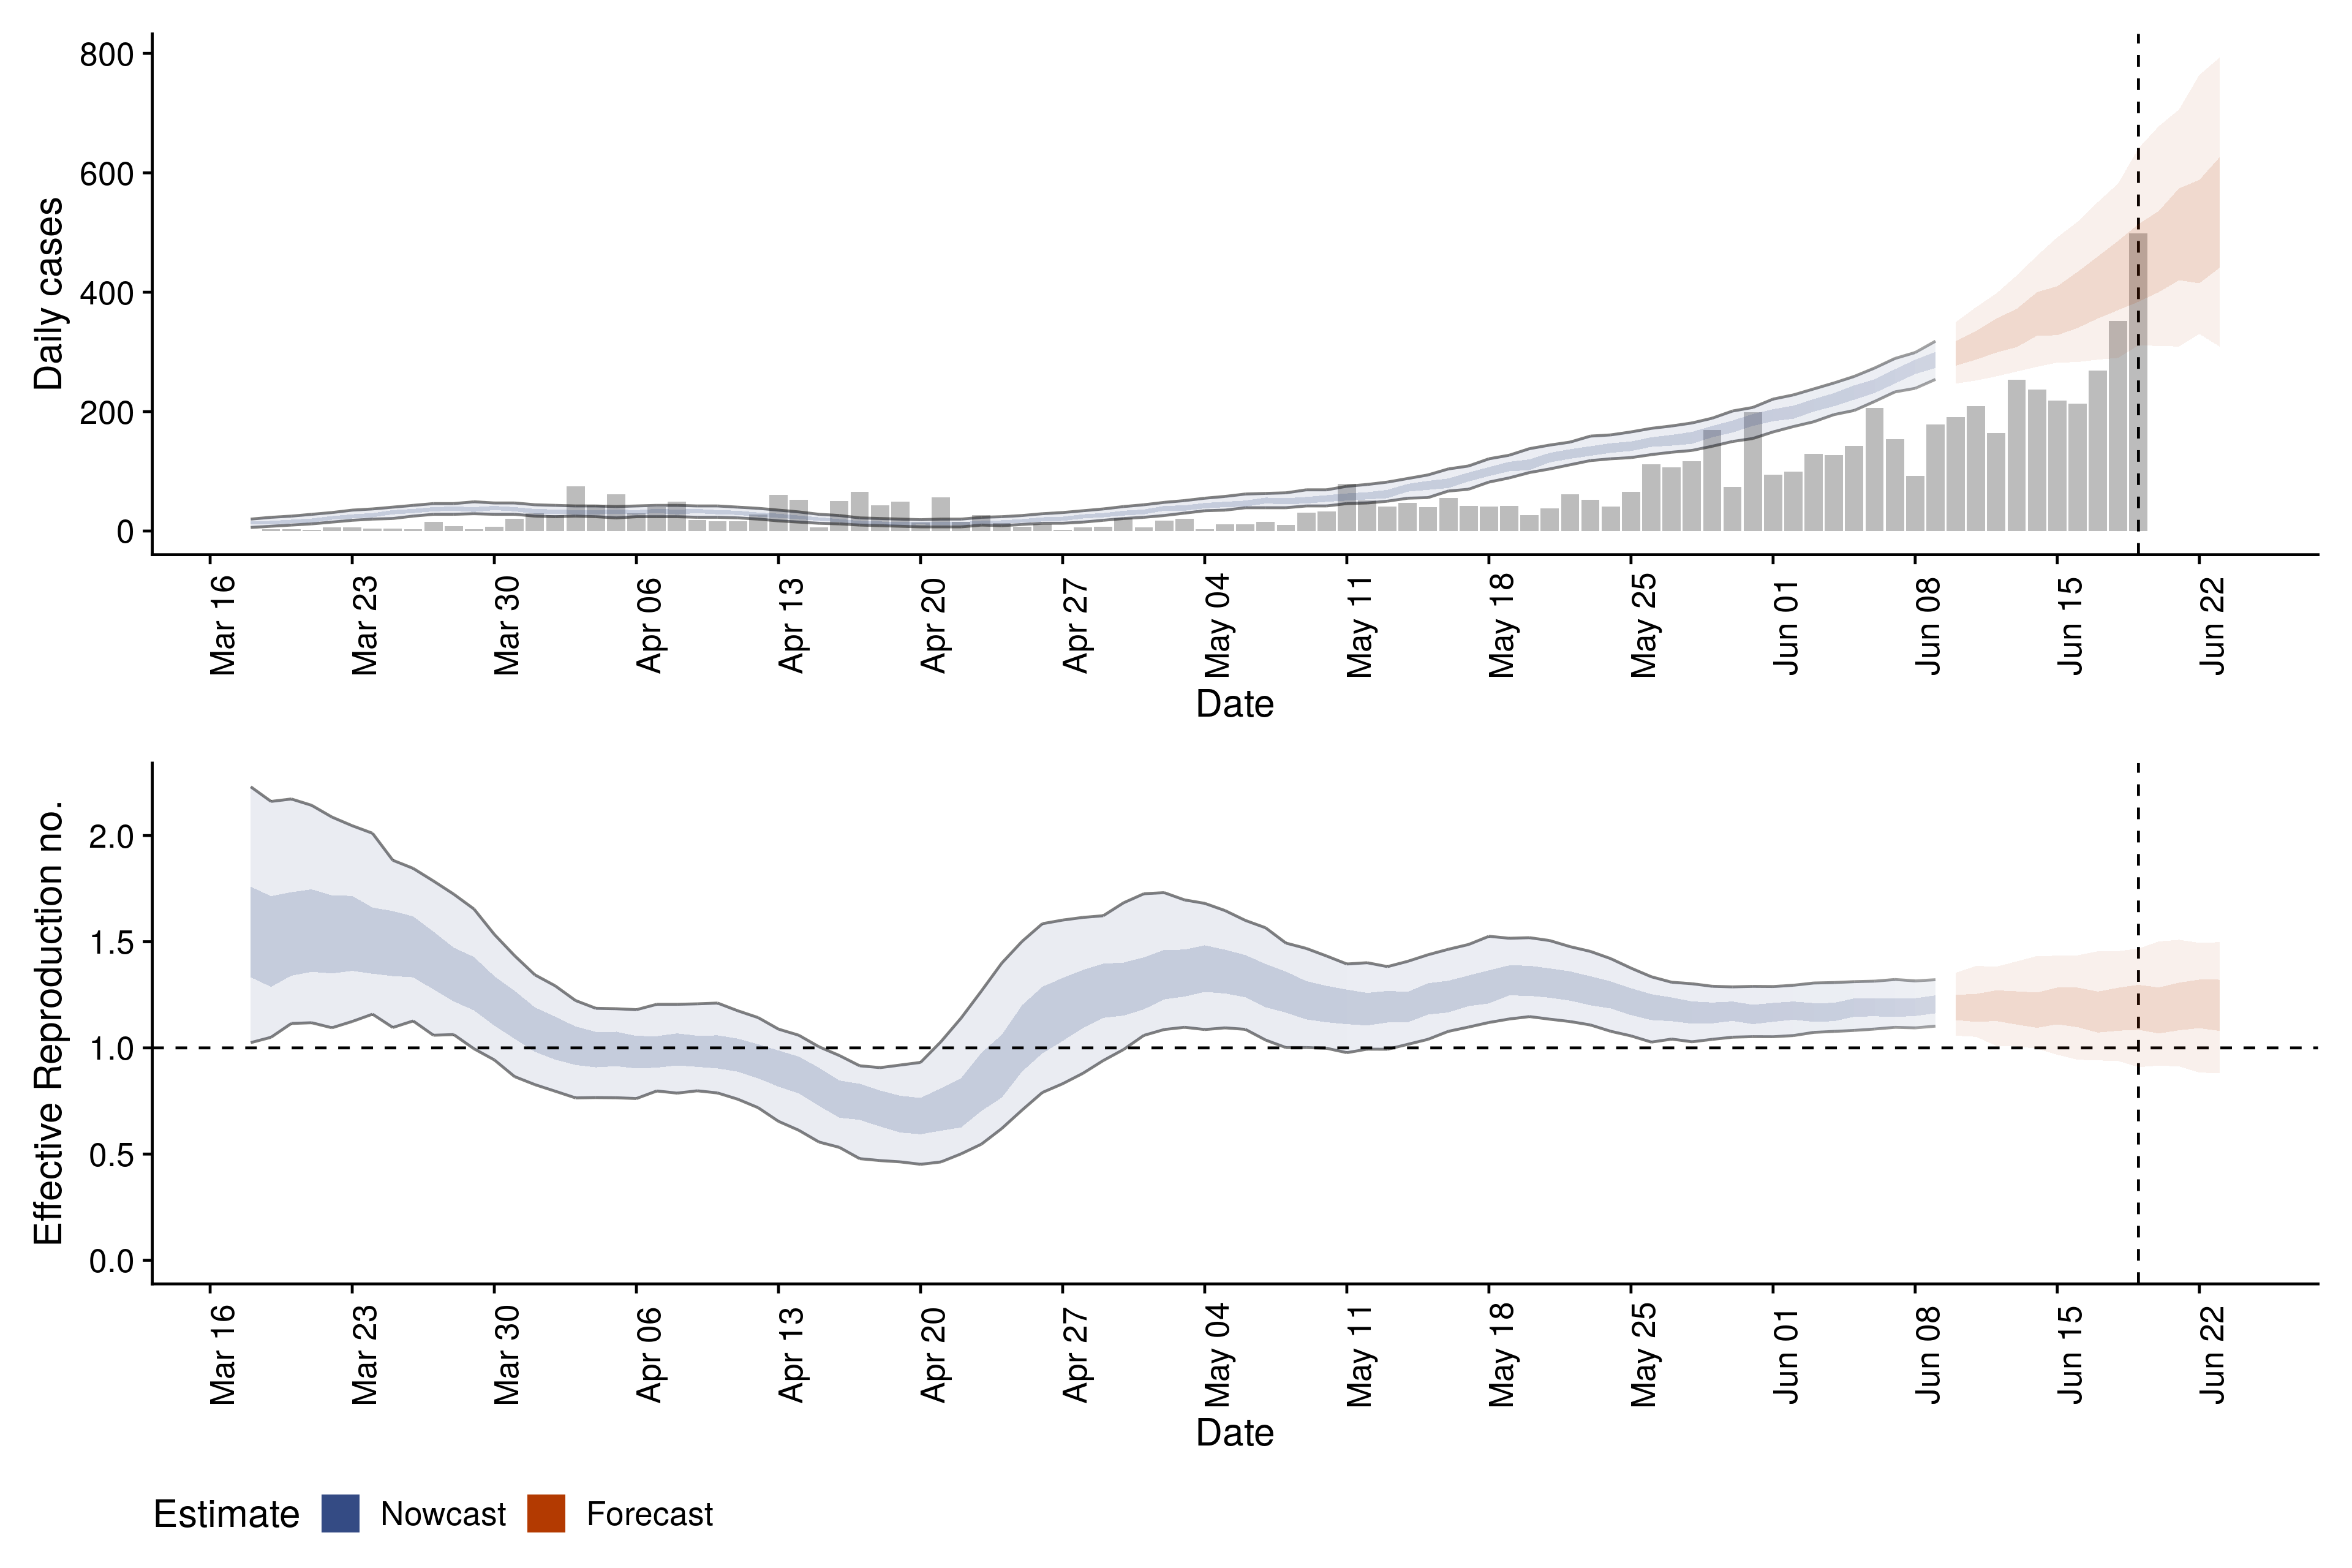 800
600
400
200
0
Daily cases
Mar 16
Mar 23
Mar 30
Apr 06
Apr 13
Apr 20
Apr 27
May 04
May 11
May 18
May 25
Jun 01
Jun 08
Jun 15
Jun 22
Date
2.0
1.5
1.0
0.5
0.0
Effective Reproduction no.
Mar 16
Mar 23
Mar 30
Apr 06
Apr 13
Apr 20
Apr 27
May 04
May 11
May 18
May 25
Jun 01
Jun 08
Jun 15
Jun 22
Date
Estimate Nowcast Forecast